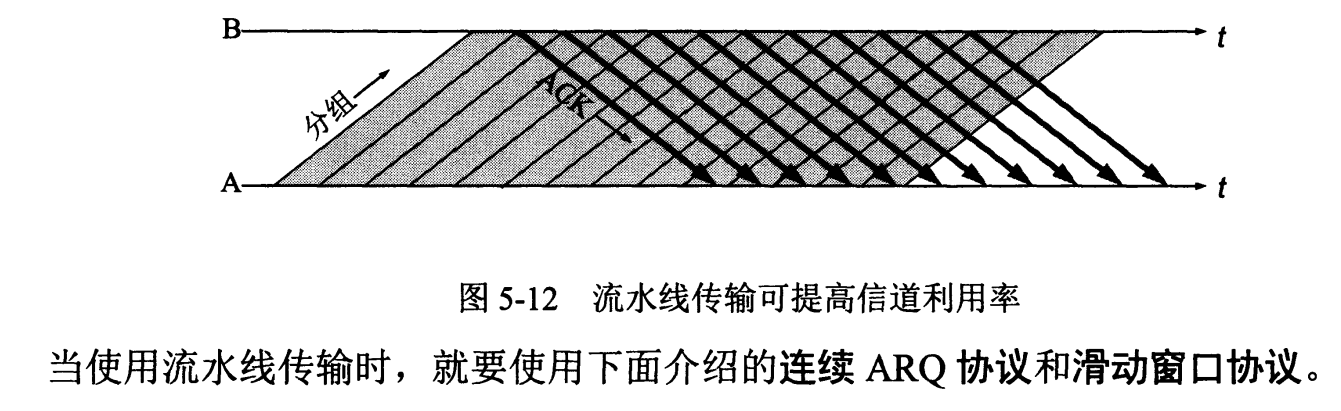 B
t
分组
ACK
A
t
图 5-12 流水线传输可提高信道利用率
当使用流水线传输时，就要使用下面介绍的连续 ARQ 协议和滑动窗口协议。